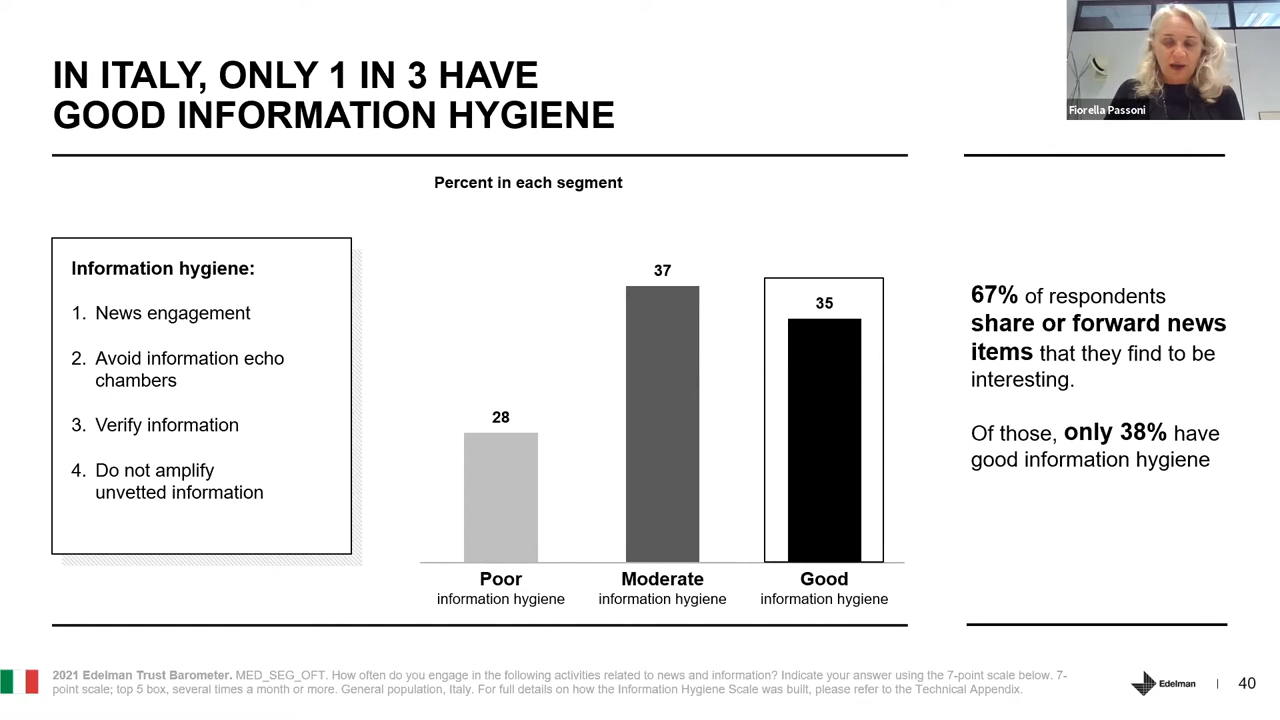 IN ITALY, ONLY 1 IN 3 HAVE
GOOD INFORMATION HYGIENE
Fiorella Passoni
Percent in each segment
Information hygiene:
1. News engagement
2. Avoid information echo
chambers
3. Verify information
4. Do not amplify
unvetted information
28
37
35
Poor
information hygiene
Moderate
information hygiene
Good
information hygiene
67% of respondents
share or forward news
items that they find to be
interesting.
Of those, only 38% have
good information hygiene
2021 Edelman Trust Barometer. MED_SEG_OFT. How often do you engage in the following activities related to news and information? Indicate your answer using the 7-point scale below. 7-
point scale; top 5 box, several times a month or more. General population, Italy. For full details on how the Information Hygiene Scale was built, please refer to the Technical Appendix.
Edelman | 40